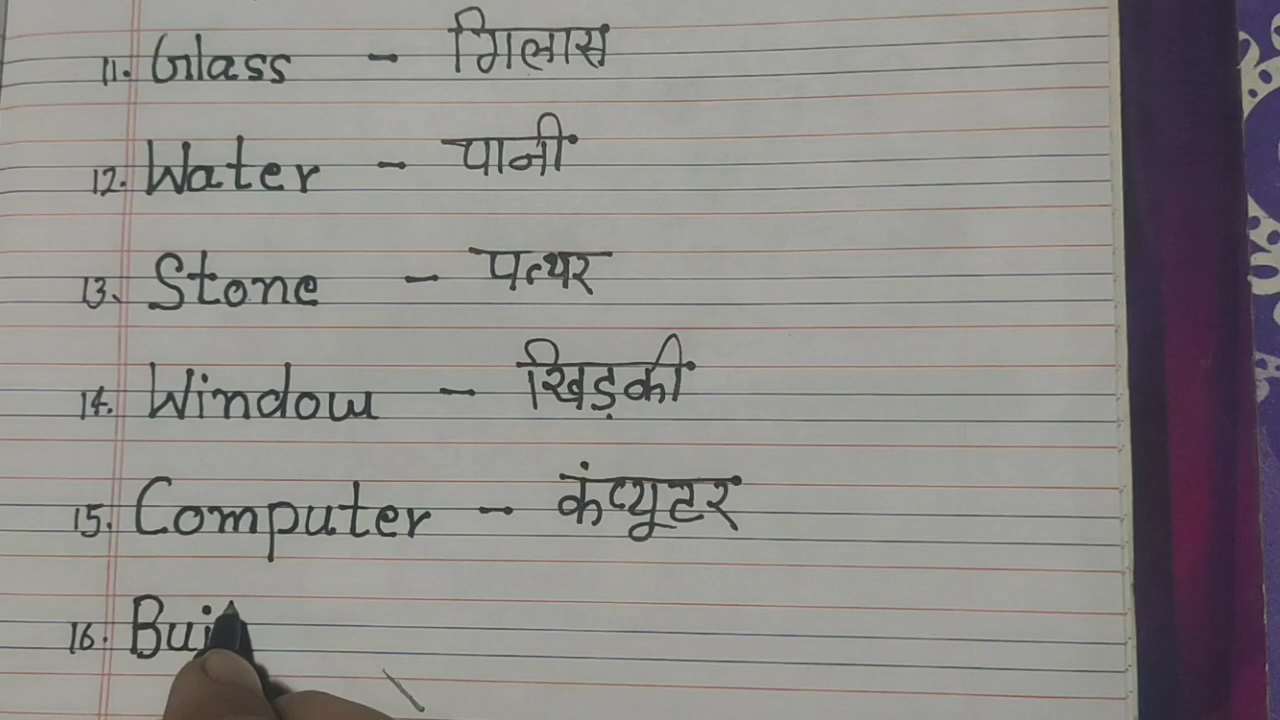 11. Glass - गिलास
12. Water - पानी
13. Stone - पत्थर
14. Window - खिड़की
15. Computer - कंप्यूटर
16. Bui